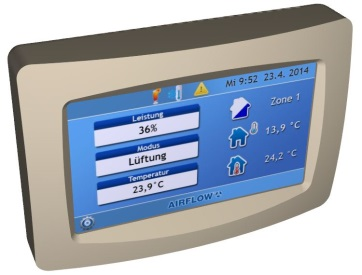 Mi 9:52 23.4. 2014
Leistung
36%
Zone 1
13,9 °C
Modus
Lüftung
24,2 °C
Temperatur
23,9°C
AIRFLOW